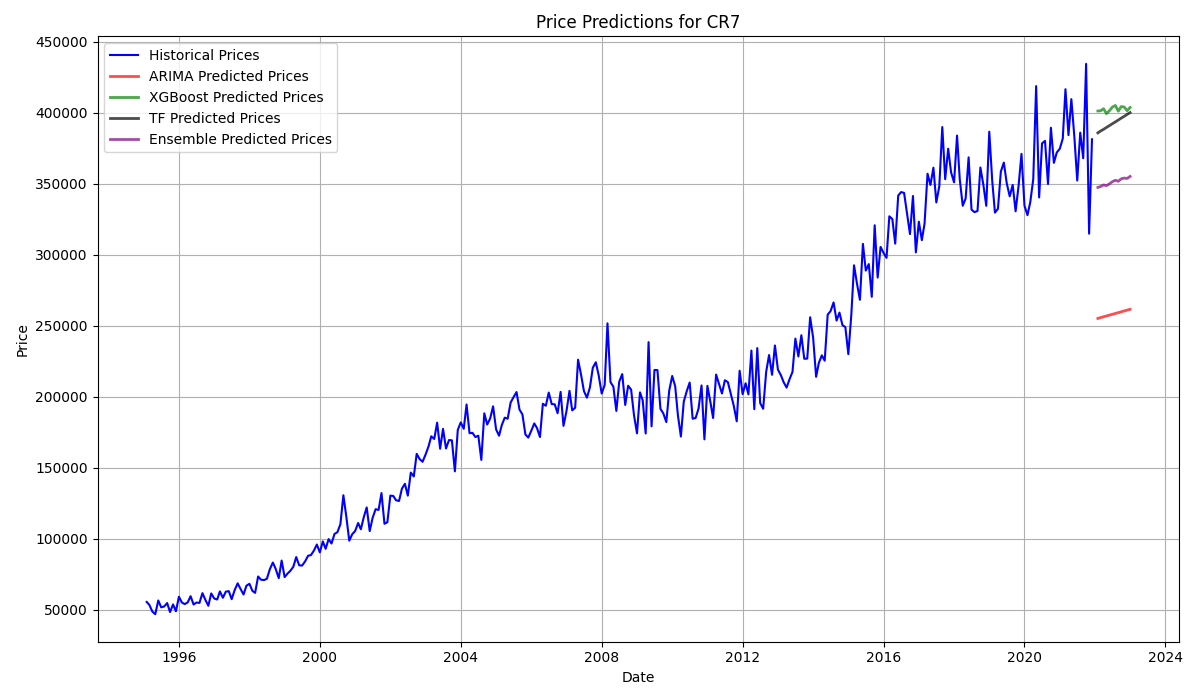 Price Predictions for CR7
Historical Prices
ARIMA Predicted Prices
XGBoost Predicted Prices
TF Predicted Prices
Ensemble Predicted Prices
450000
400000
350000
300000
250000
200000
150000
100000
50000
Price
1996 2000 2004 2008 2012 2016 2020 2024
Date